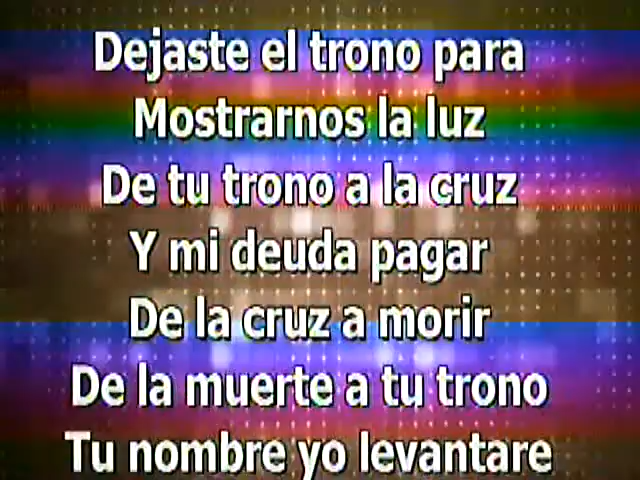 Dejaste el trono para
Mostrarnos la luz
De tu trono a la cruz
Y mi deuda pagar
De la cruz a morir
De la muerte a tu trono
Tu nombre yo levantare